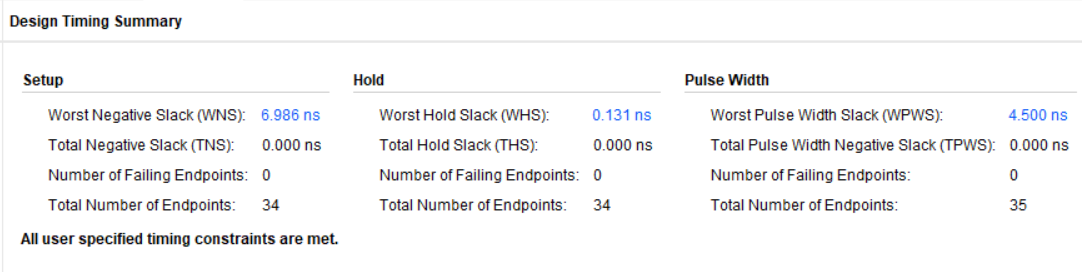 Design Timing Summary
Setup Hold Pulse Width
Worst Negative Slack (WNS): 6.986 ns Worst Hold Slack (WHS): 0.131 ns Worst Pulse Width Slack (WPWS): 4.500 ns
Total Negative Slack (TNS): 0.000 ns Total Hold Slack (THS): 0.000 ns Total Pulse Width Negative Slack (TPWS): 0.000 ns
Number of Failing Endpoints: 0 Number of Failing Endpoints: 0 Number of Failing Endpoints: 0
Total Number of Endpoints: 34 Total Number of Endpoints: 34 Total Number of Endpoints: 35
All user specified timing constraints are met.